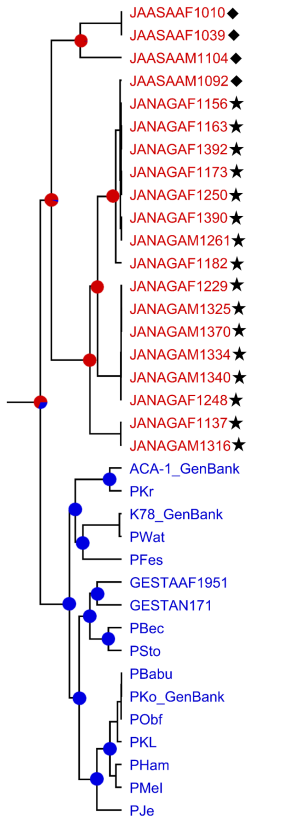 JAASAAF1010
JAASAAF1039
JAASAAM1104
JAASAAM1092
JANAGAF1156
JANAGAF1163
JANAGAF1392
JANAGAF1173
JANAGAF1250
JANAGAF1390
JANAGAM1261
JANAGAF1182
JANAGAF1229
JANAGAM1325
JANAGAM1370
JANAGAM1334
JANAGAM1340
JANAGAF1248
JANAGAF1137
JANAGAM1316
ACA-1_GenBank
PKr
K78_GenBank
PWat
PFes
GESTAAF1951
GESTAN171
PBec
PSto
PBabu
PKo_GenBank
PObf
PKL
PHam
PMel
PJe